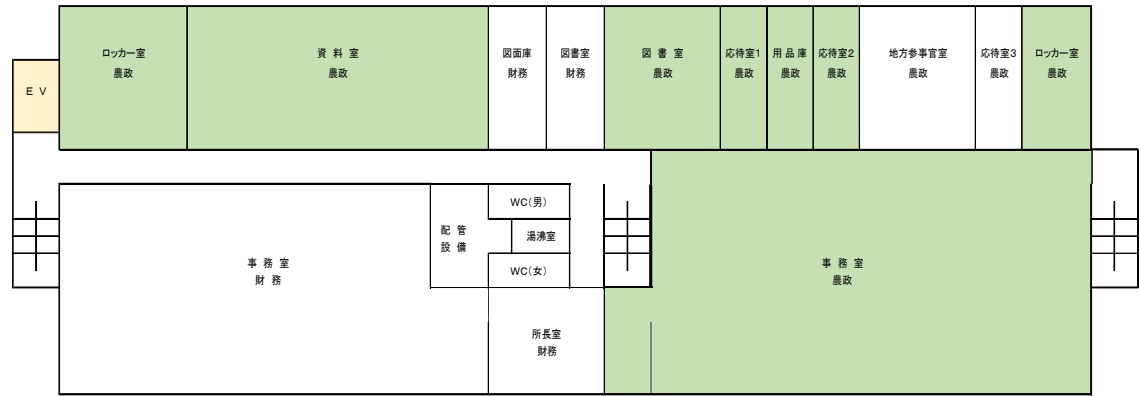 ロッカー室
農政
資 料 室
農政
図面庫
財務
図書室
財務
図 書 室
農政
応待室1
農政
用 品 庫
農政
応待室2
農政
地方参事官室
農政
応待室3
農政
ロッカー室
農政
E V
WC(男)
配 管
設 備
湯沸室
WC(女)
事 務 室
財 務
事 務 室
農政
所長室
財務